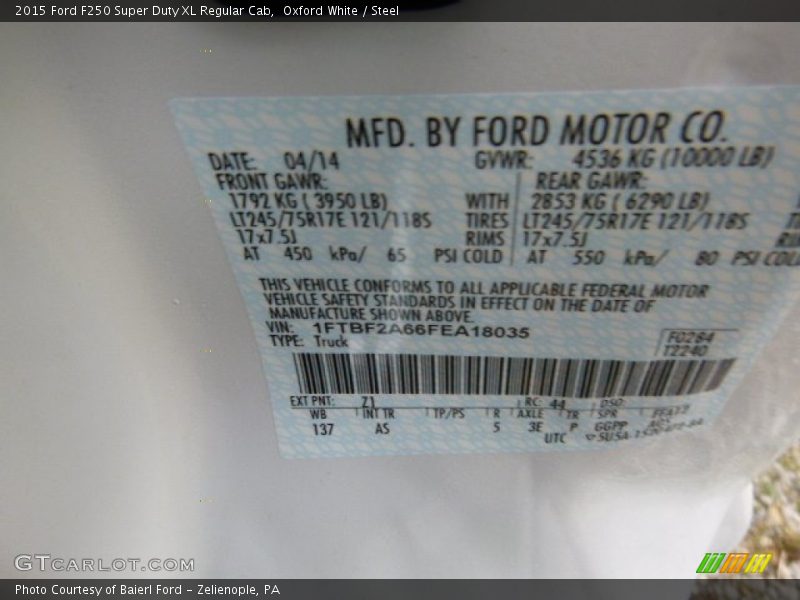 2015 Ford F250 Super Duty XL Regular Cab, Oxford White / Steel
MFD. BY FORD MOTOR CO.
DATE: 04/14 GVWR: 4536 KG (10000 LB)
FRONT GAWR: REAR GAWR:
1792 KG ( 3950 LB) WITH 2853 KG ( 6290 LB)
LT245/75R17E 121/118S TIRES LT245/75R17E 121/118S
17x7.5J RIMS 17x7.5J
AT 450 kPa/ 65 PSI COLD AT 550 kPa/ 80 PSI COLD
THIS VEHICLE CONFORMS TO ALL APPLICABLE FEDERAL MOTOR
VEHICLE SAFETY STANDARDS IN EFFECT ON THE DATE OF
MANUFACTURE SHOWN ABOVE.
VIN: 1FTBF2A66FEA18035
TYPE: Truck
F0284
T2240
EXT PNT: Z1 RC: 44 DSO:
WB INT TR TP/PS R AXLE TR SPR
137 AS 5 3E P GGPP
UTC
GTCARLOT.COM
Photo Courtesy of Baierl Ford – Zelienople, PA